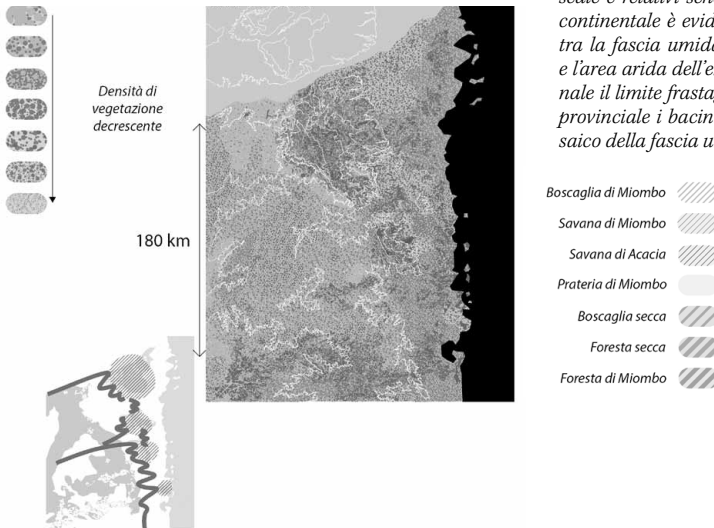 continentale è evid
tra la fascia umida
e l'area arida dell'e
nale il limite frasta
provinciale i bacin
saico della fascia u
Densità di
vegetazione
decrescente
180 km
Boscaglia di Miombo
Savana di Miombo
Savana di Acacia
Prateria di Miombo
Boscaglia secca
Foresta secca
Foresta di Miombo